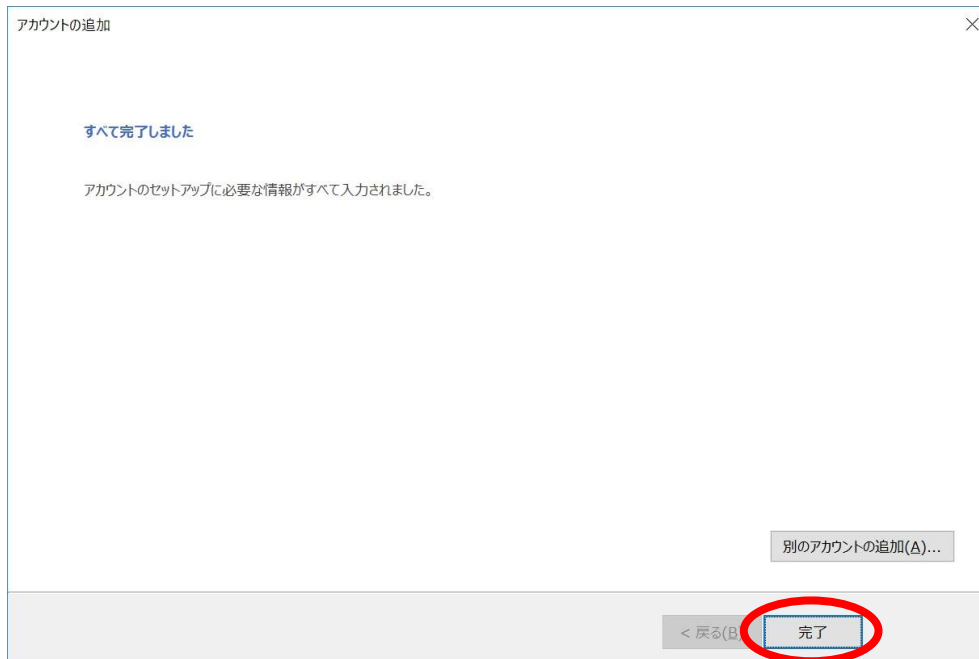 アカウントの追加
すべて完了しました
アカウントのセットアップに必要な情報がすべて入力されました。
別のアカウントの追加(A)...
< 戻る(B
完了